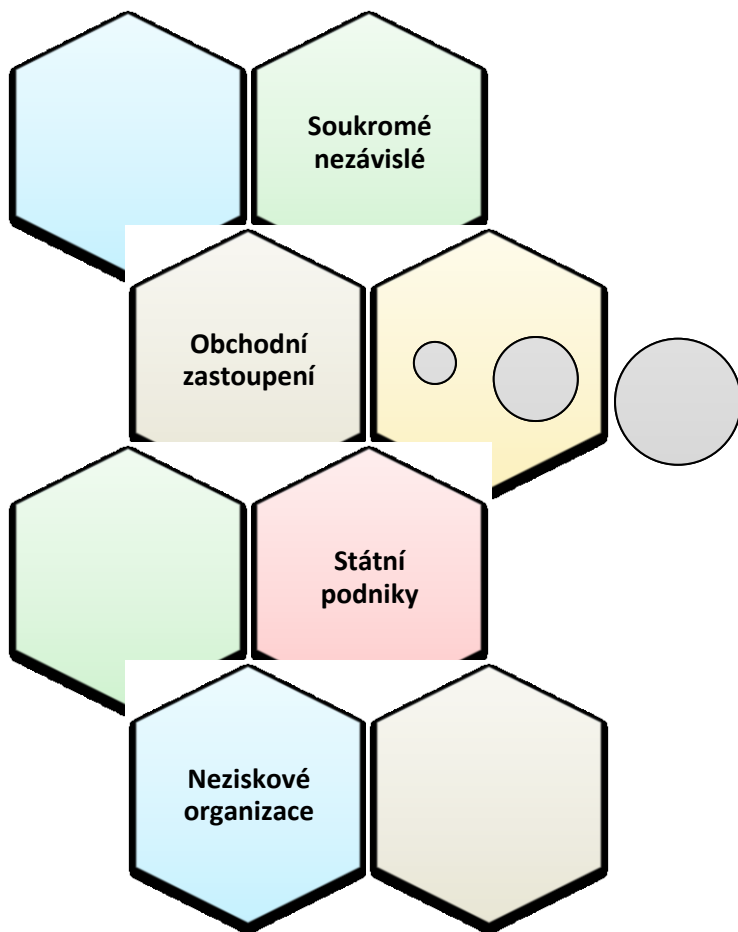 Soukromé
nezávislé
Obchodní
zastoupení
Státní
podniky
Neziskové
organizace